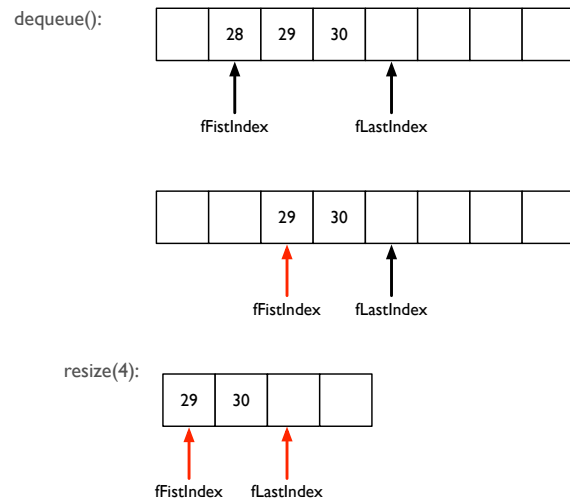 dequeue():
28 29 30
fFistIndex fLastIndex
29 30
fFistIndex fLastIndex
resize(4):
29 30
fFistIndex fLastIndex